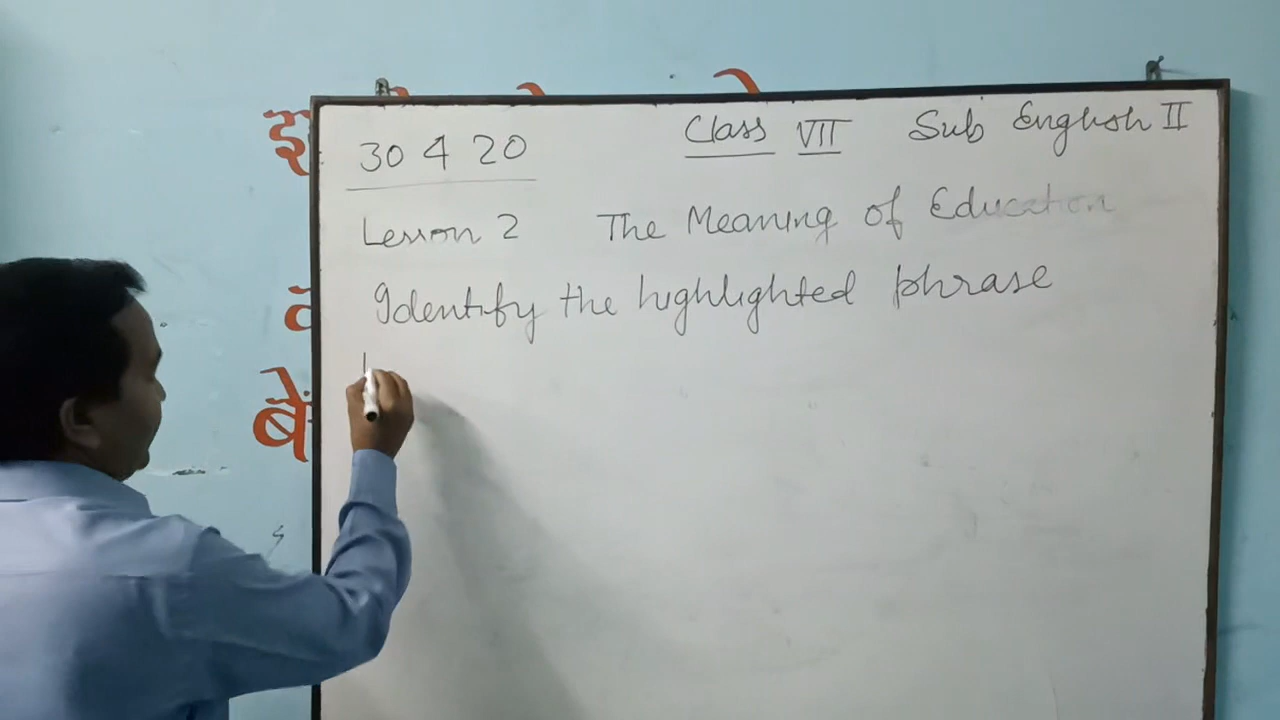 30 4 20 Class VII Sub English II
Lesson 2 The Meaning of Education
Identify the highlighted phrase